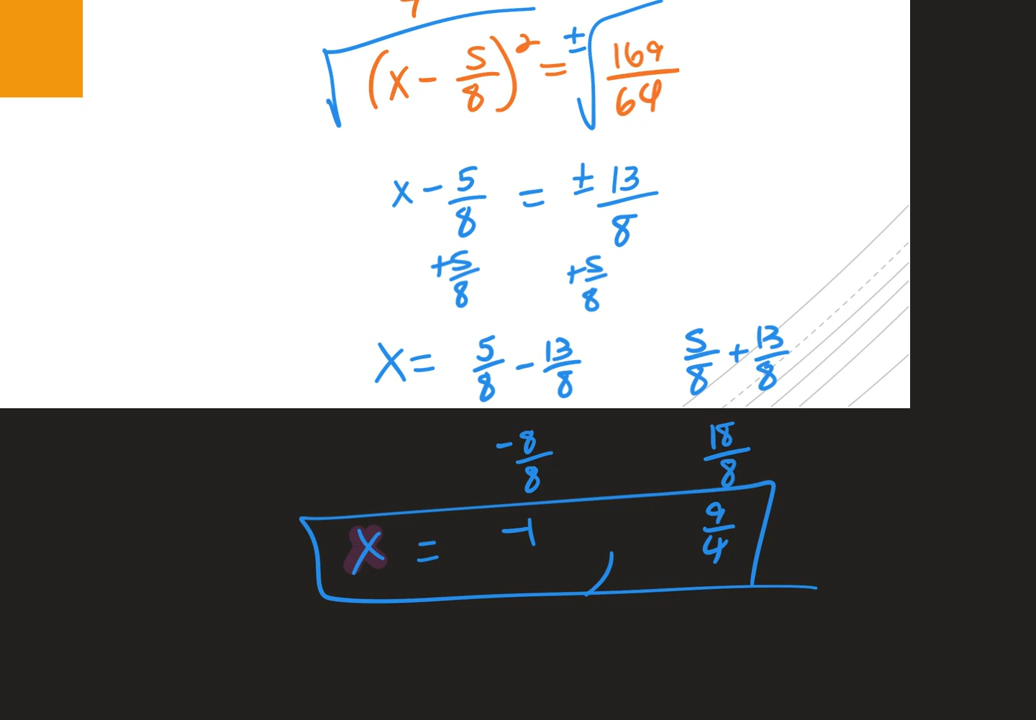 √(x - 5/8)² = ±√169/64
x - 5/8 = ± 13/8
+5/8 +5/8
x = 5/8 - 13/8 5/8 + 13/8
-8/8 18/8
x = -1 , 9/4